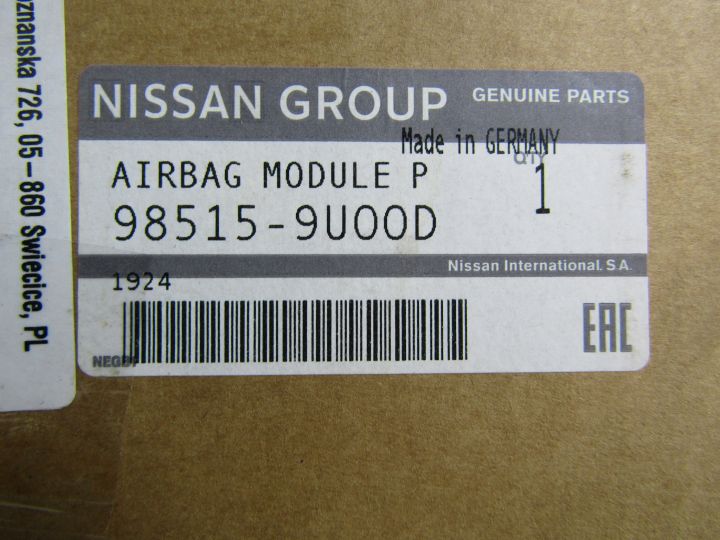 znanska 726, 05-860 Swiecice, PL
NISSAN GROUP GENUINE PARTS
Made in GERMANY
QTY
AIRBAG MODULE P 1
98515-9U00D
Nissan International. S.A.
1924
EAC